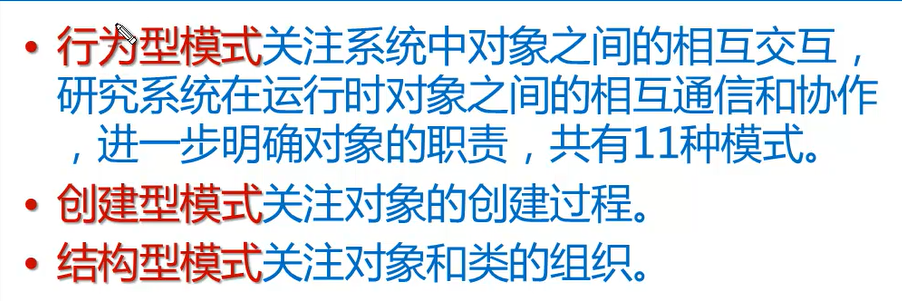 • 行为型模式关注系统中对象之间的相互交互，
研究系统在运行时对象之间的相互通信和协作
，进一步明确对象的职责，共有11种模式。
• 创建型模式关注对象的创建过程。
• 结构型模式关注对象和类的组织。